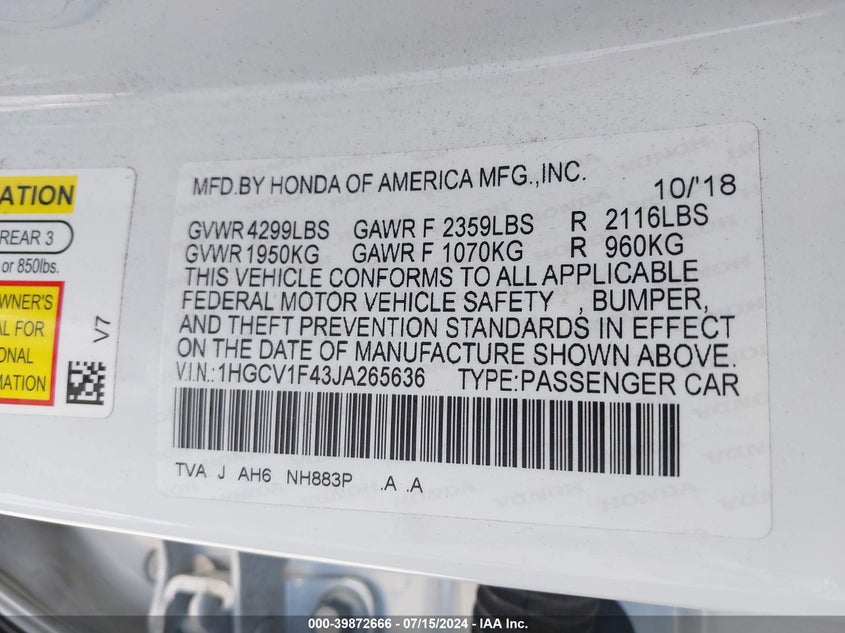 ATION
REAR 3
or 850lbs.
OWNER'S
AL FOR
ONAL
MATION
V7
MFD.BY HONDA OF AMERICA MFG.,INC.
10/'18
GVWR 4299LBS GAWR F 2359LBS R 2116LBS
GVWR 1950KG GAWR F 1070KG R 960KG
THIS VEHICLE CONFORMS TO ALL APPLICABLE
FEDERAL MOTOR VEHICLE SAFETY , BUMPER,
AND THEFT PREVENTION STANDARDS IN EFFECT
ON THE DATE OF MANUFACTURE SHOWN ABOVE.
V.I.N.:1HGCV1F43JA265636 TYPE:PASSENGER CAR
TVA J AH6 NH883P .A .A
000-39872666 / 07/15/2024 - IAA Inc.